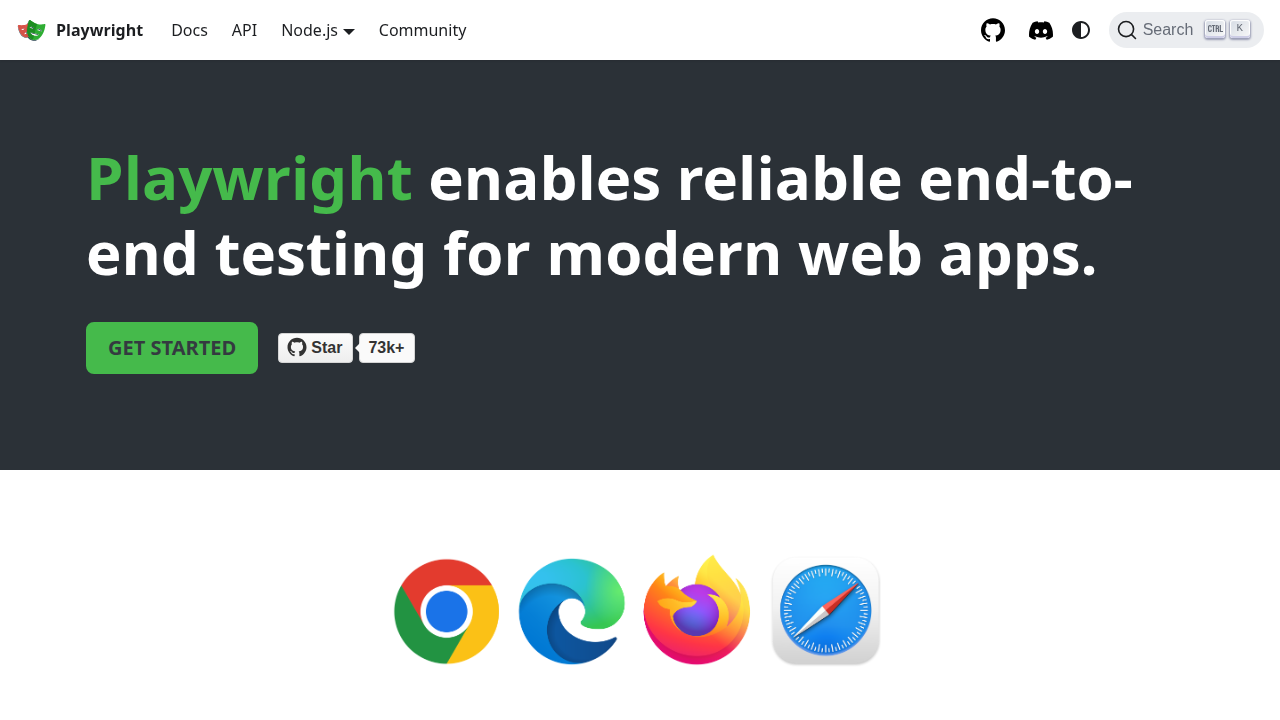 Playwright Docs API Node.js Community Search CTRL K
Playwright enables reliable end-to-
end testing for modern web apps.
GET STARTED Star 73k+